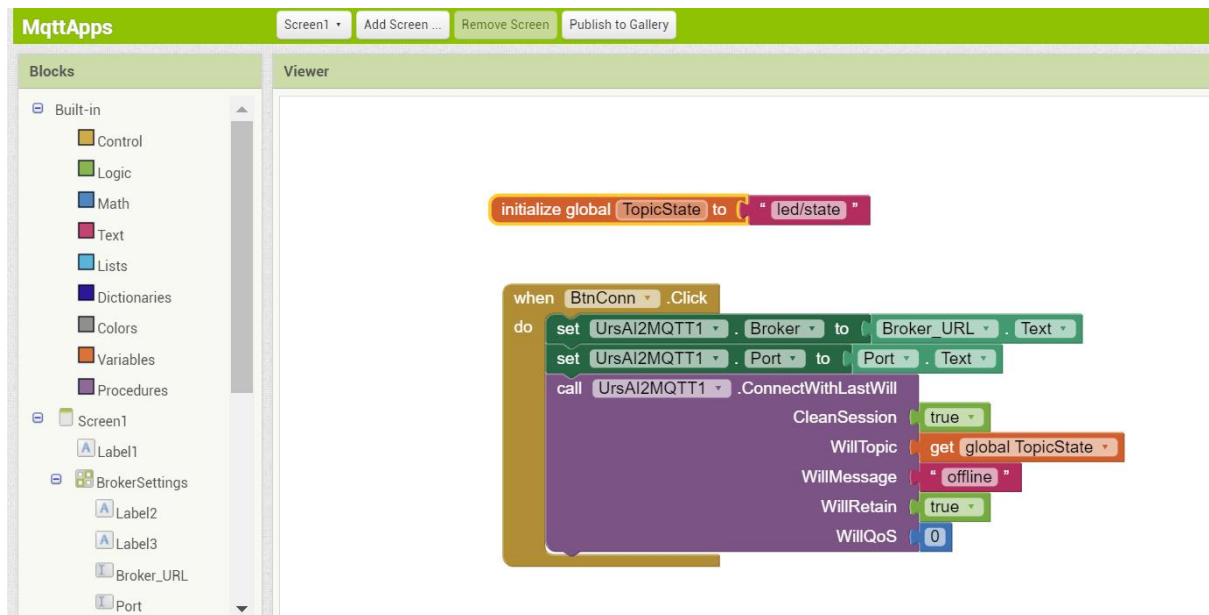 MqttApps
Screen1 Add Screen ... Remove Screen Publish to Gallery
Blocks
Viewer
Built-in
Control
Logic
Math
Text
Lists
Dictionaries
Colors
Variables
Procedures
Screen1
Label1
BrokerSettings
Label2
Label3
Broker_URL
Port
initialize global TopicState to " led/state "
when BtnConn .Click
do set UrsAI2MQTT1 . Broker to Broker_URL . Text
set UrsAI2MQTT1 . Port to Port . Text
call UrsAI2MQTT1 .ConnectWithLastWill
CleanSession true
WillTopic get global TopicState
WillMessage " offline "
WillRetain true
WillQoS 0